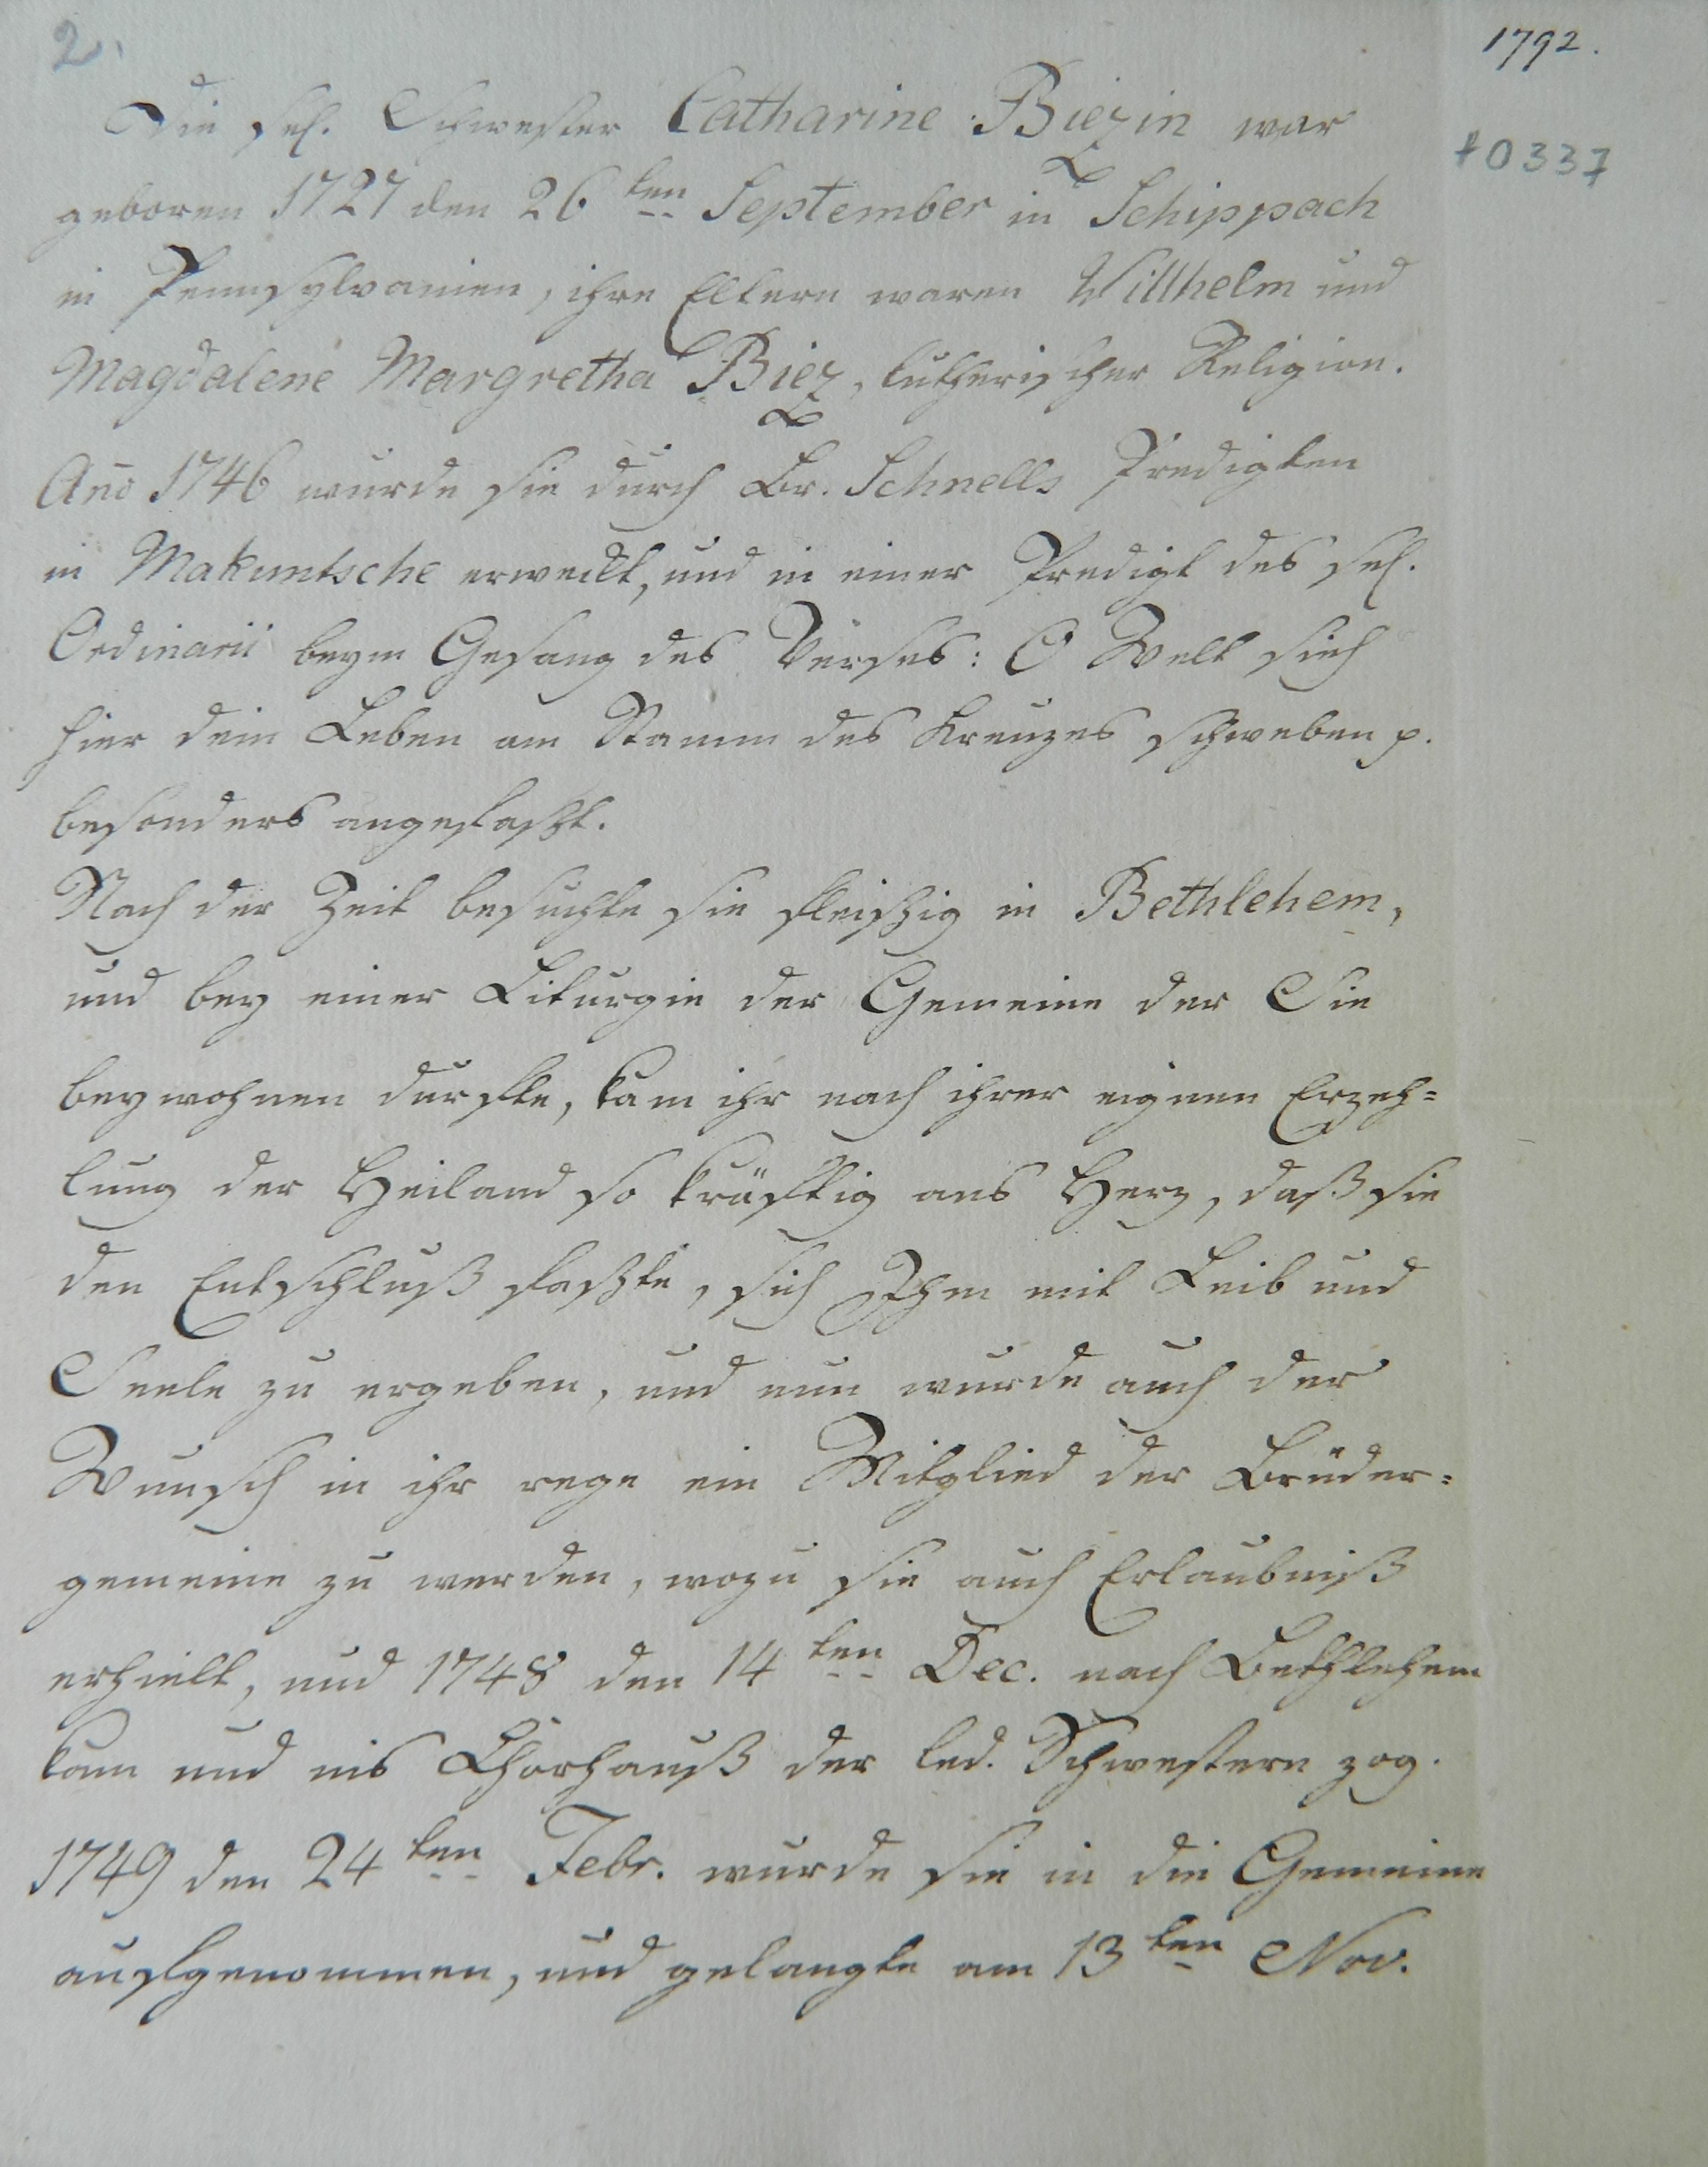 2.
1792.
Die sel. Schwester Catharine Biezin war
#0337
geboren 1727 den 26ten September in Schippach
in Pennsylvanien, ihre Eltern waren Willhelm und
Magdalene Margretha Biez, lutherischer Religion.
Año 1746 wurde sie durch Br. Schnells Predigten
in Makuntsche erweckt, und in einer Predigt des sel.
Ordinarii beym Gesang des Verses: O Welt sieh
hier dein Leben am Stamm des Kreuzes schweben p.
besonders angefaßt.
Nach der Zeit besuchte sie fleißig in Bethlehem,
und bey einer Liturgie der Gemeine der Sie
beywohnen durfte, kam ihr nach ihrer eignen Erzeh=
lung der Heiland so kräftig ans Herz, daß sie
den Entschluß faßte, sich Ihm mit Leib und
Seele zu ergeben, und nun wurde auch der
Wunsch in ihr rege ein Mitglied der Brüder=
gemeine zu werden, wozu sie auch Erlaubniß
erhielt, und 1748 den 14ten Dec. nach Bethlehem
kam und ins Chorhauß der led. Schwestern zog.
1749 den 24ten Febr. wurde sie in die Gemeine
aufgenommen, und gelangte am 13ten Nov.